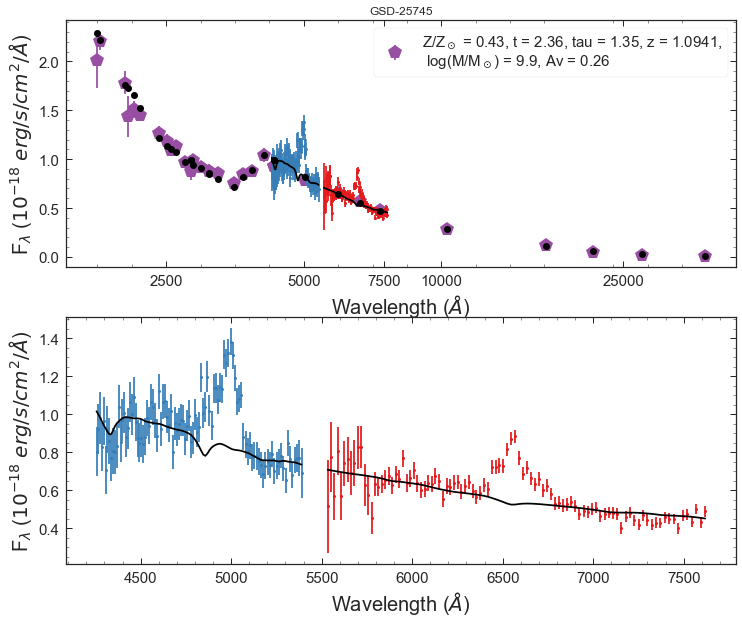 GSD-25745
Z/Z⊙ = 0.43, t = 2.36, tau = 1.35, z = 1.0941,
log(M/M⊙) = 9.9, Av = 0.26
F_λ (10^{-18} erg/s/cm^2/Å)
2.0
1.5
1.0
0.5
0.0
2500 5000 7500 10000 25000
Wavelength (Å)
F_λ (10^{-18} erg/s/cm^2/Å)
1.4
1.2
1.0
0.8
0.6
0.4
4500 5000 5500 6000 6500 7000 7500
Wavelength (Å)